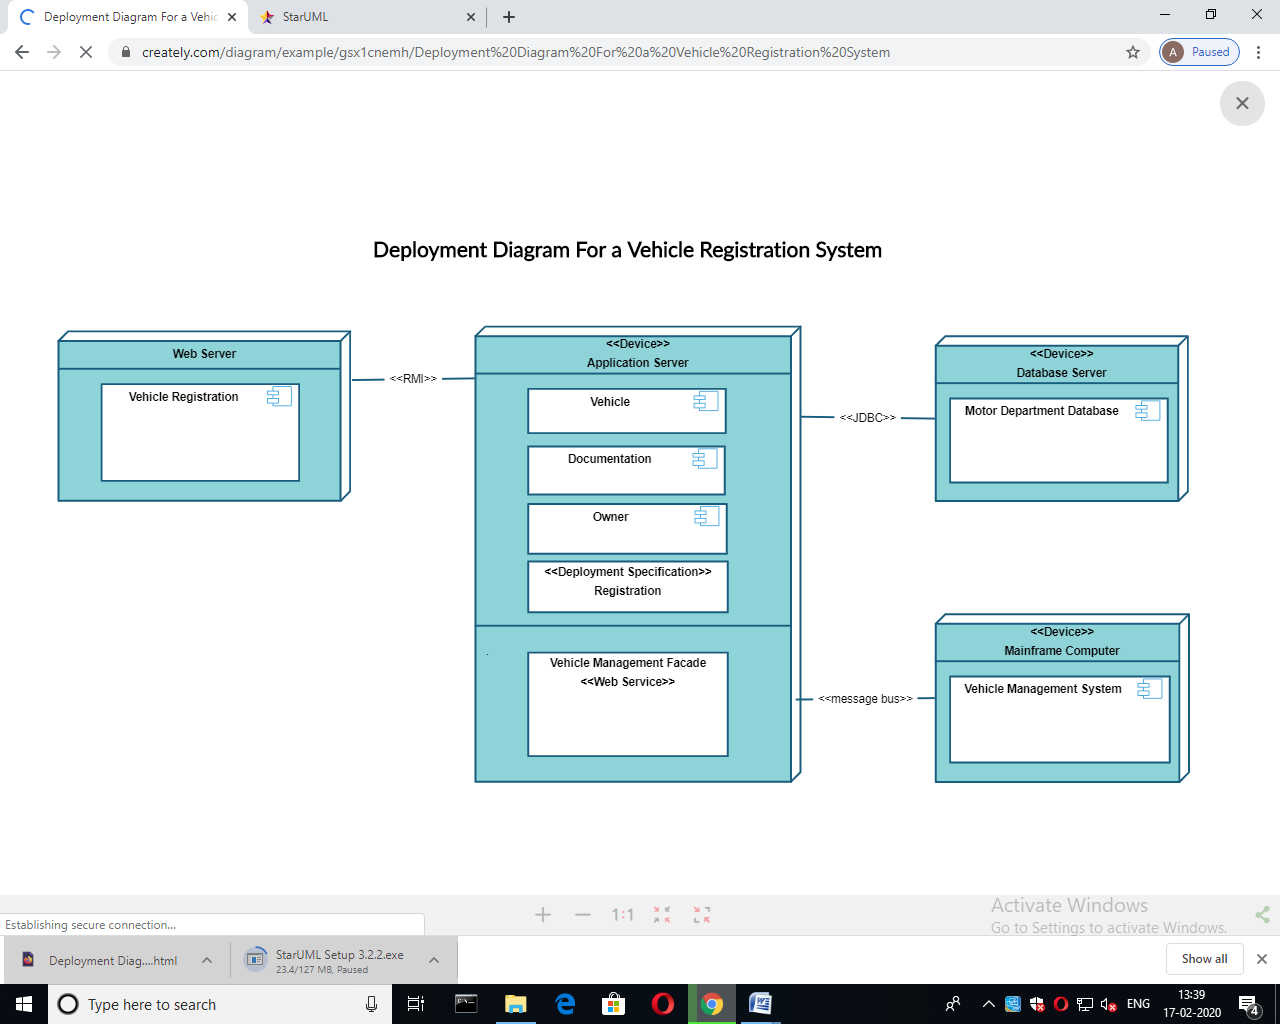 Deployment Diagram For a Vehic
StarUML
creately.com/diagram/example/gsx1cnemh/Deployment%20Diagram%20For%20a%20Vehicle%20Registration%20System
A
Paused
Deployment Diagram For a Vehicle Registration System
Web Server
Vehicle Registration
<<RMI>>
<<Device>>
Application Server
Vehicle
Documentation
Owner
<<Deployment Specification>>
Registration
Vehicle Management Facade
<<Web Service>>
<<JDBC>>
<<Device>>
Database Server
Motor Department Database
<<message bus>>
<<Device>>
Mainframe Computer
Vehicle Management System
1:1
Activate Windows
Go to Settings to activate Windows.
Establishing secure connection...
Deployment Diag....html
StarUML Setup 3.2.2.exe
23.4/127 MB, Paused
Show all
Type here to search
ENG
13:39
17-02-2020
4